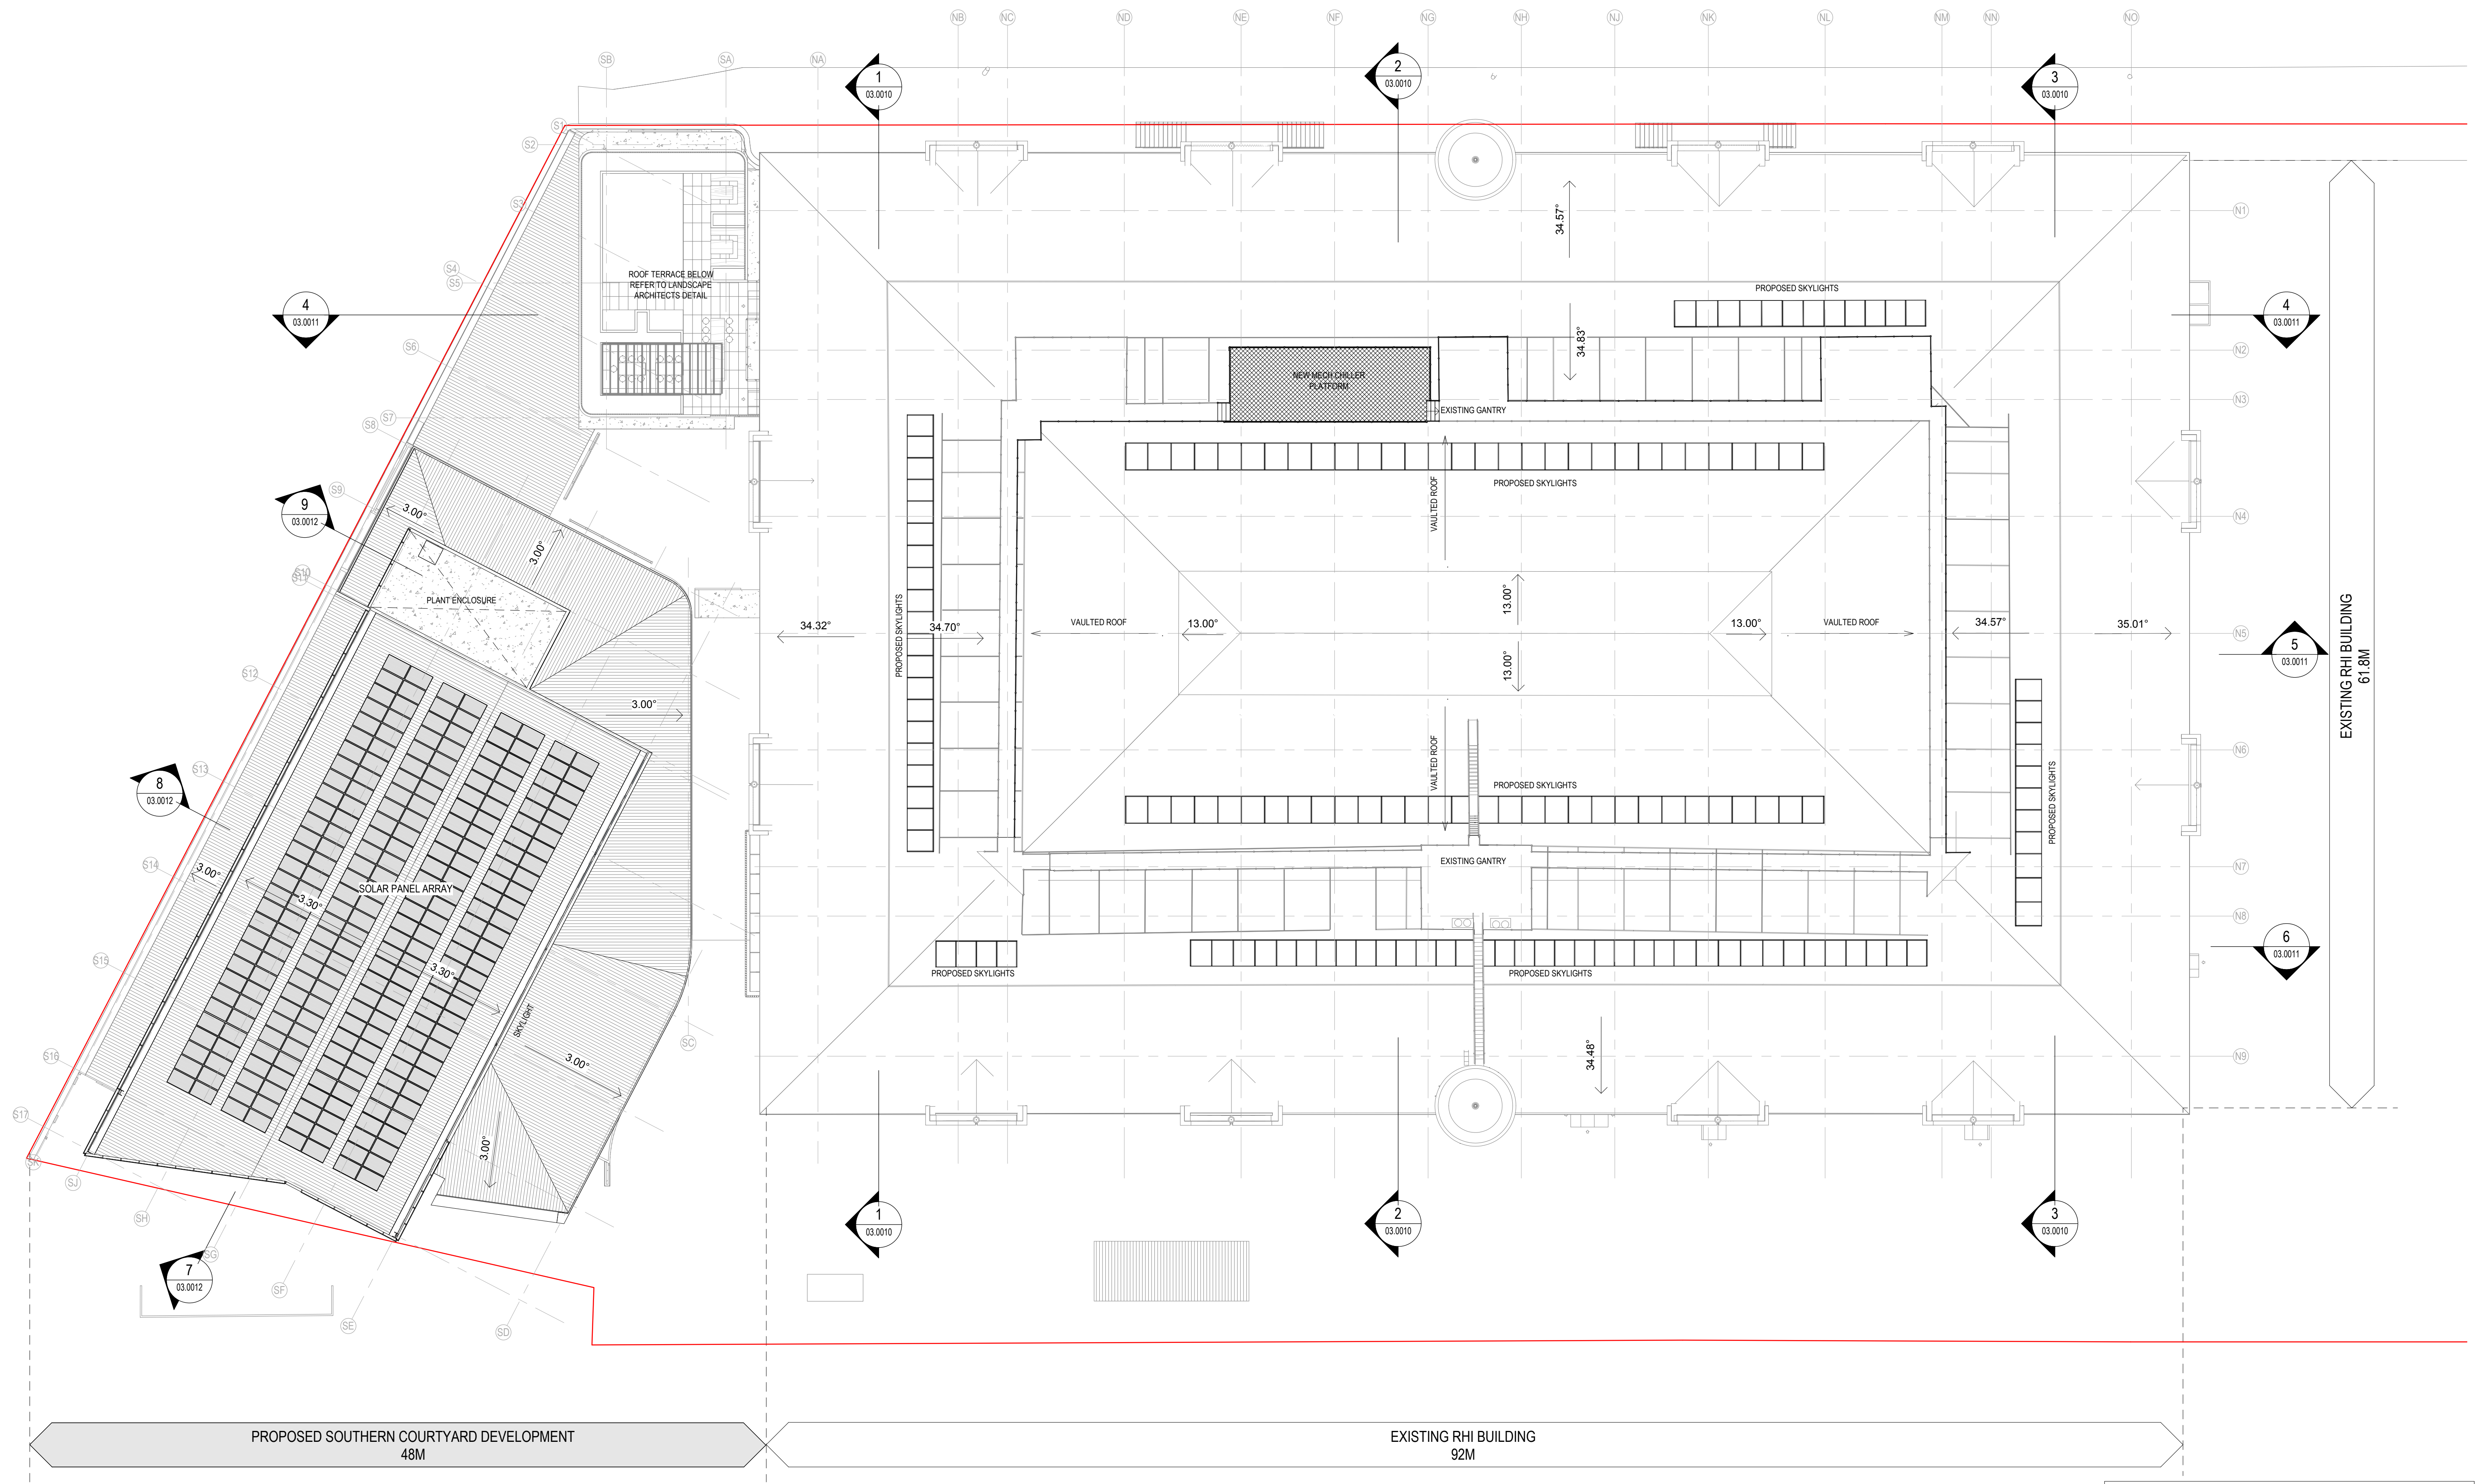 NB
NC
ND
NE
NF
NG
NH
NJ
NK
NL
NM
NN
NO
SB
SA
NA
1
03.0010
2
03.0010
3
03.0010
S1
S2
S3
S4
S5
S6
S7
S8
S9
S10
S11
S12
S13
S14
S15
S16
S17
N1
N2
N3
N4
N5
N6
N7
N8
N9
34.57°
ROOF TERRACE BELOW
REFER TO LANDSCAPE
ARCHITECTS DETAIL
PROPOSED SKYLIGHTS
4
03.0011
4
03.0011
34.83°
NEW MECH CHILLER
PLATFORM
EXISTING GANTRY
PROPOSED SKYLIGHTS
VAULTED ROOF
9
03.0012
3.00°
3.00°
PLANT ENCLOSURE
PROPOSED SKYLIGHTS
34.32°
34.70°
VAULTED ROOF
13.00°
13.00°
13.00°
13.00°
VAULTED ROOF
34.57°
35.01°
5
03.0011
EXISTING RHI BUILDING
61.8M
3.00°
8
03.0012
VAULTED ROOF
PROPOSED SKYLIGHTS
PROPOSED SKYLIGHTS
3.00°
3.30°
SOLAR PANEL ARRAY
3.30°
EXISTING GANTRY
6
03.0011
PROPOSED SKYLIGHTS
PROPOSED SKYLIGHTS
SKYLIGHT
3.00°
3.00°
SC
34.48°
SK
SJ
SH
SG
SF
SE
SD
7
03.0012
1
03.0010
2
03.0010
3
03.0010
PROPOSED SOUTHERN COURTYARD DEVELOPMENT
48M
EXISTING RHI BUILDING
92M